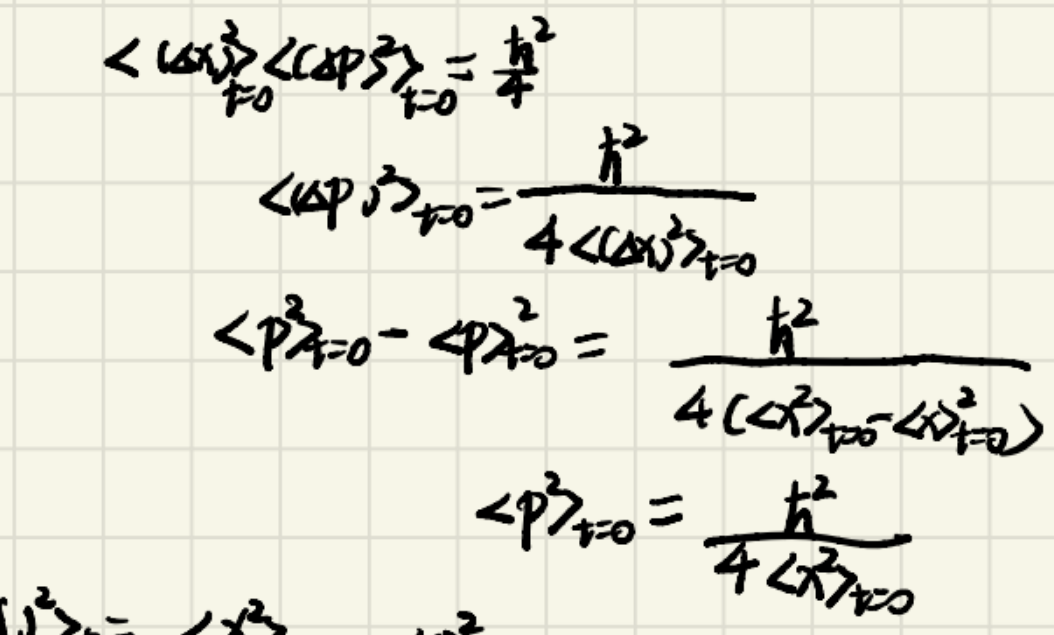 <(Δx)²>_{t=0} <(Δp)²>_{t=0} = ħ²/4
<(Δp)²>_{t=0} = ħ² / 4<(Δx)²>_{t=0}
<p²>_{t=0} - <p>²_{t=0} = ħ² / 4(<x²>_{t=0} - <x>²_{t=0})
<p²>_{t=0} = ħ² / 4<x²>_{t=0}